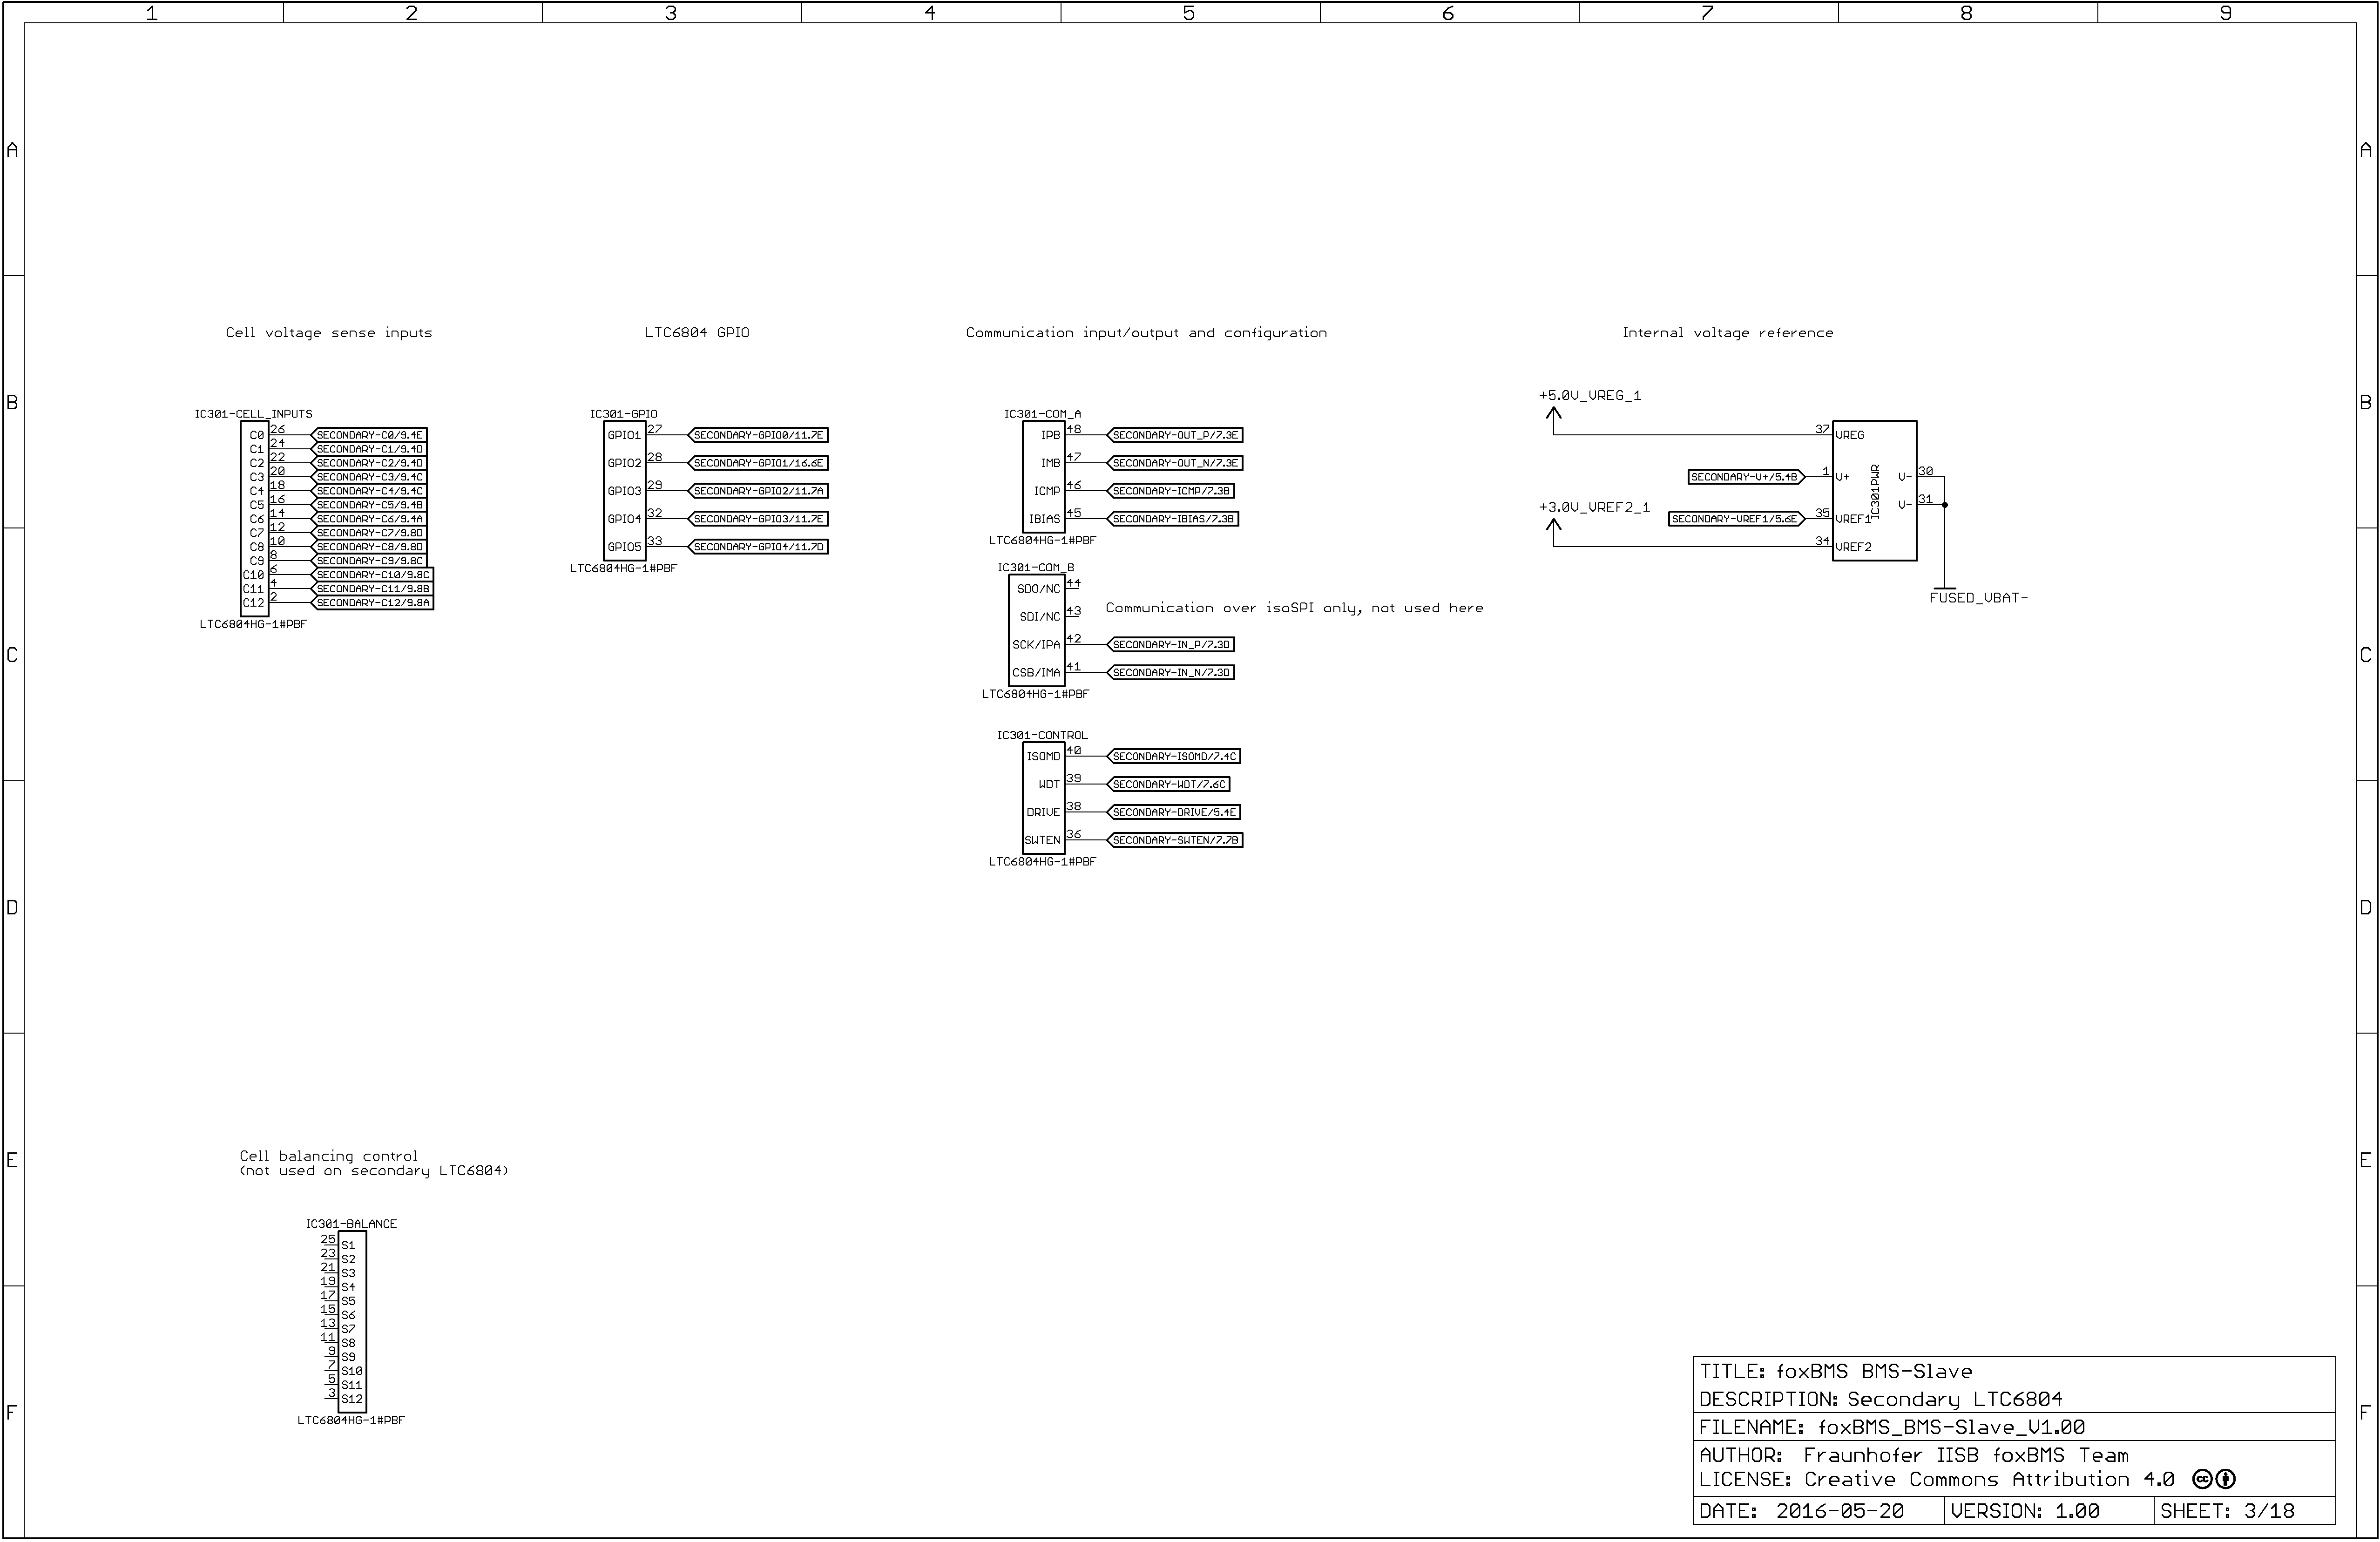 1 2 3 4 5 6 7 8 9
A A
B B
C C
D D
E E
F F
Cell voltage sense inputs
IC301-CELL_INPUTS
C0 26 SECONDARY-C0/9.4E
C1 24 SECONDARY-C1/9.4D
C2 22 SECONDARY-C2/9.4D
C3 20 SECONDARY-C3/9.4C
C4 18 SECONDARY-C4/9.4C
C5 16 SECONDARY-C5/9.4B
C6 14 SECONDARY-C6/9.4A
C7 12 SECONDARY-C7/9.8D
C8 10 SECONDARY-C8/9.8D
C9 8 SECONDARY-C9/9.8C
C10 6 SECONDARY-C10/9.8C
C11 4 SECONDARY-C11/9.8B
C12 2 SECONDARY-C12/9.8A
LTC6804HG-1#PBF
LTC6804 GPIO
IC301-GPIO
GPIO1 27 SECONDARY-GPIO0/11.7E
GPIO2 28 SECONDARY-GPIO1/16.6E
GPIO3 29 SECONDARY-GPIO2/11.7A
GPIO4 32 SECONDARY-GPIO3/11.7E
GPIO5 33 SECONDARY-GPIO4/11.7D
LTC6804HG-1#PBF
Communication input/output and configuration
IC301-COM_A
IPB 48 SECONDARY-OUT_P/7.3E
IMB 47 SECONDARY-OUT_N/7.3E
ICMP 46 SECONDARY-ICMP/7.3B
IBIAS 45 SECONDARY-IBIAS/7.3B
LTC6804HG-1#PBF
IC301-COM_B
SDO/NC 44
Communication over isoSPI only, not used here
SDI/NC 43
SCK/IPA 42 SECONDARY-IN_P/7.3D
CSB/IMA 41 SECONDARY-IN_N/7.3D
LTC6804HG-1#PBF
IC301-CONTROL
ISOMD 40 SECONDARY-ISOMD/7.4C
WDT 39 SECONDARY-WDT/7.6C
DRIVE 38 SECONDARY-DRIVE/5.4E
SWTEN 36 SECONDARY-SWTEN/7.7B
LTC6804HG-1#PBF
Internal voltage reference
+5.0V_VREG_1
37 VREG
SECONDARY-V+/5.4B 1 V+ V- 30
V- 31
+3.0V_VREF2_1
SECONDARY-VREF1/5.6E 35 VREF1
34 VREF2
IC301PWR
FUSED_VBAT-
Cell balancing control
(not used on secondary LTC6804)
IC301-BALANCE
25 S1
23 S2
21 S3
19 S4
17 S5
15 S6
13 S7
11 S8
9 S9
7 S10
5 S11
3 S12
LTC6804HG-1#PBF
TITLE: foxBMS BMS-Slave
DESCRIPTION: Secondary LTC6804
FILENAME: foxBMS_BMS-Slave_V1.00
AUTHOR: Fraunhofer IISB foxBMS Team
LICENSE: Creative Commons Attribution 4.0 cc
DATE: 2016-05-20 VERSION: 1.00 SHEET: 3/18